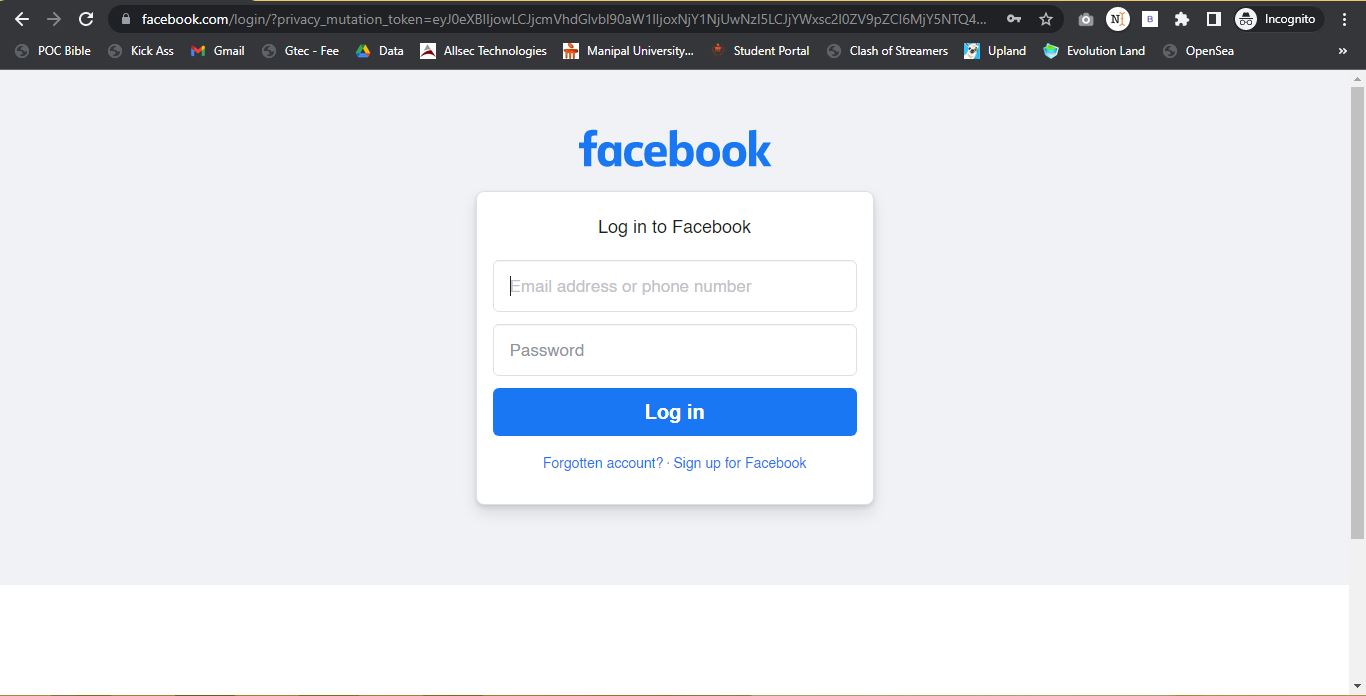 facebook.com/login/?privacy_mutation_token=eyJ0eXBlIjowLCJjcmVhdGlvbl90aW1lIjoxNjY1NjUwNzI5LCJjYWxsc2l0ZV9pZCI6MjY5NTQ4...
Incognito
POC Bible Kick Ass Gmail Gtec - Fee Data Allsec Technologies Manipal University... Student Portal Clash of Streamers Upland Evolution Land OpenSea »
facebook
Log in to Facebook
Email address or phone number
Password
Log in
Forgotten account? · Sign up for Facebook